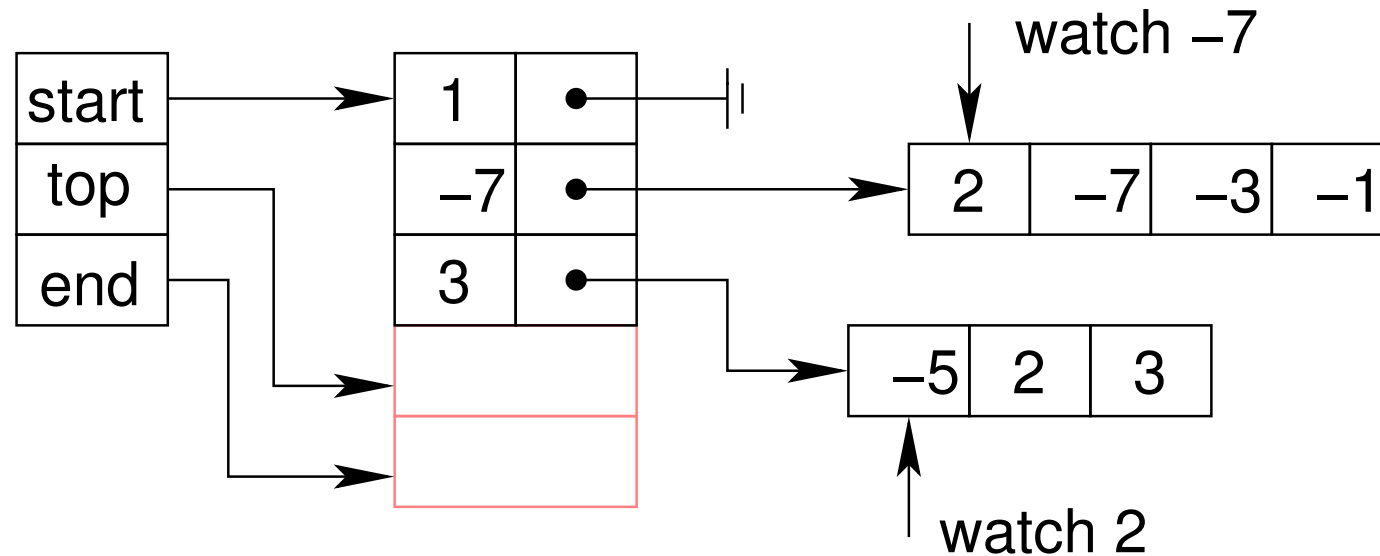 watch −7
start 1
top −7 2 −7 −3 −1
end 3
−5 2 3
watch 2